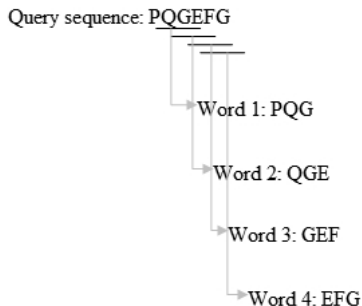 Query sequence: PQGEFG
Word 1: PQG
Word 2: QGE
Word 3: GEF
Word 4: EFG